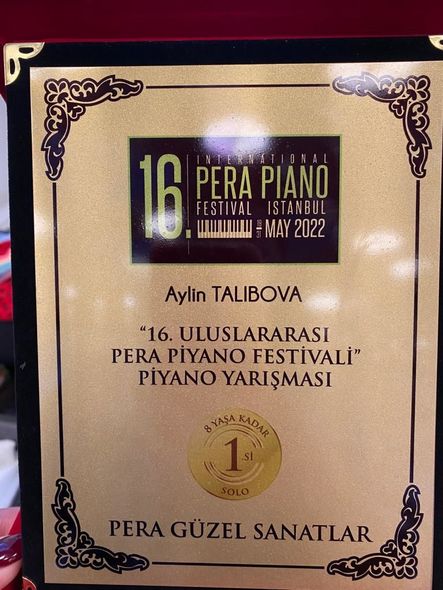 16.
INTERNATIONAL
PERA PIANO
FESTIVAL ISTANBUL
MAY 2022
Aylin TALIBOVA
“16. ULUSLARARASI
PERA PİYANO FESTİVALİ”
PİYANO YARIŞMASI
8 YAŞA KADAR
1.Sİ
SOLO
PERA GÜZEL SANATLAR